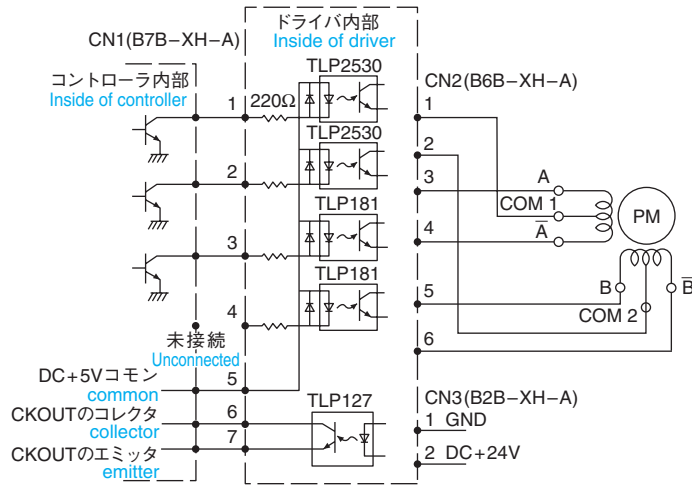 ドライバ内部
Inside of driver
CN1(B7B−XH−A)
コントローラ内部
Inside of controller
TLP2530
CN2(B6B−XH−A)
1
220Ω
1
TLP2530
2
2
3
A
COM 1
PM
TLP181
3
4
A̅
TLP181
B
B̅
5
COM 2
4
6
未接続
Unconnected
DC+5Vコモン
common
5
CKOUTのコレクタ
collector
6
TLP127
CN3(B2B−XH−A)
1 GND
CKOUTのエミッタ
emitter
7
2 DC+24V